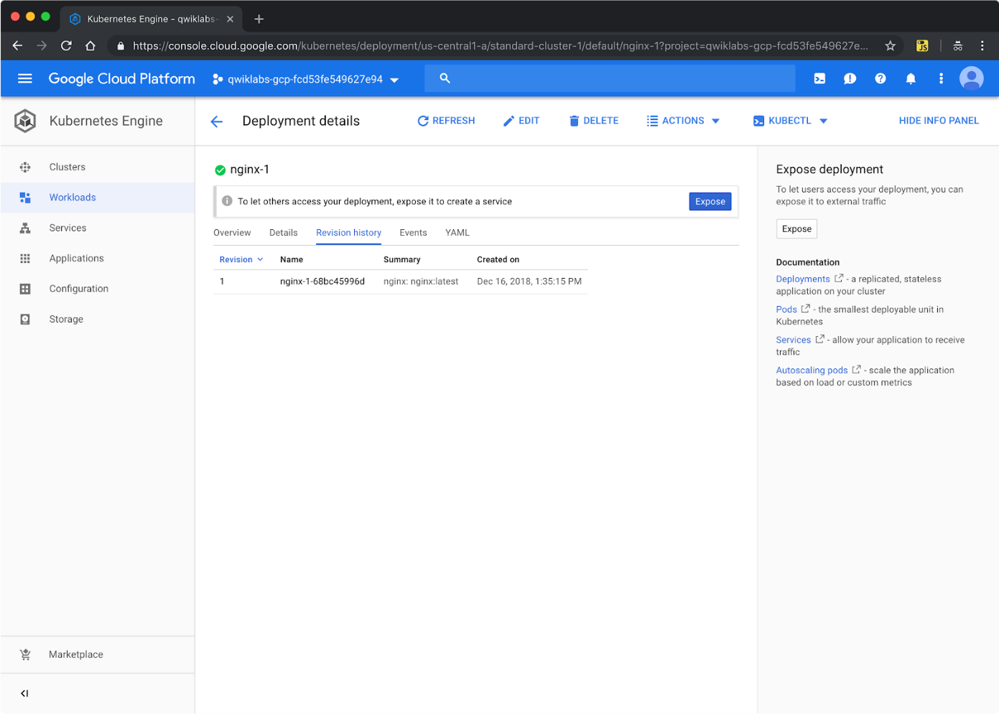 Kubernetes Engine - qwiklabs-
https://console.cloud.google.com/kubernetes/deployment/us-central1-a/standard-cluster-1/default/nginx-1?project=qwiklabs-gcp-fcd53fe549627e...
JS
Google Cloud Platform
qwiklabs-gcp-fcd53fe549627e94
Kubernetes Engine
Deployment details
REFRESH
EDIT
DELETE
ACTIONS
KUBECTL
HIDE INFO PANEL
Clusters
Workloads
Services
Applications
Configuration
Storage
Marketplace
nginx-1
To let others access your deployment, expose it to create a service
Expose
Overview
Details
Revision history
Events
YAML
Revision Name Summary Created on
1 nginx-1-68bc45996d nginx: nginx:latest Dec 16, 2018, 1:35:15 PM
Expose deployment
To let users access your deployment, you can
expose it to external traffic
Expose
Documentation
Deployments - a replicated, stateless
application on your cluster
Pods - the smallest deployable unit in
Kubernetes
Services - allow your application to receive
traffic
Autoscaling pods - scale the application
based on load or custom metrics